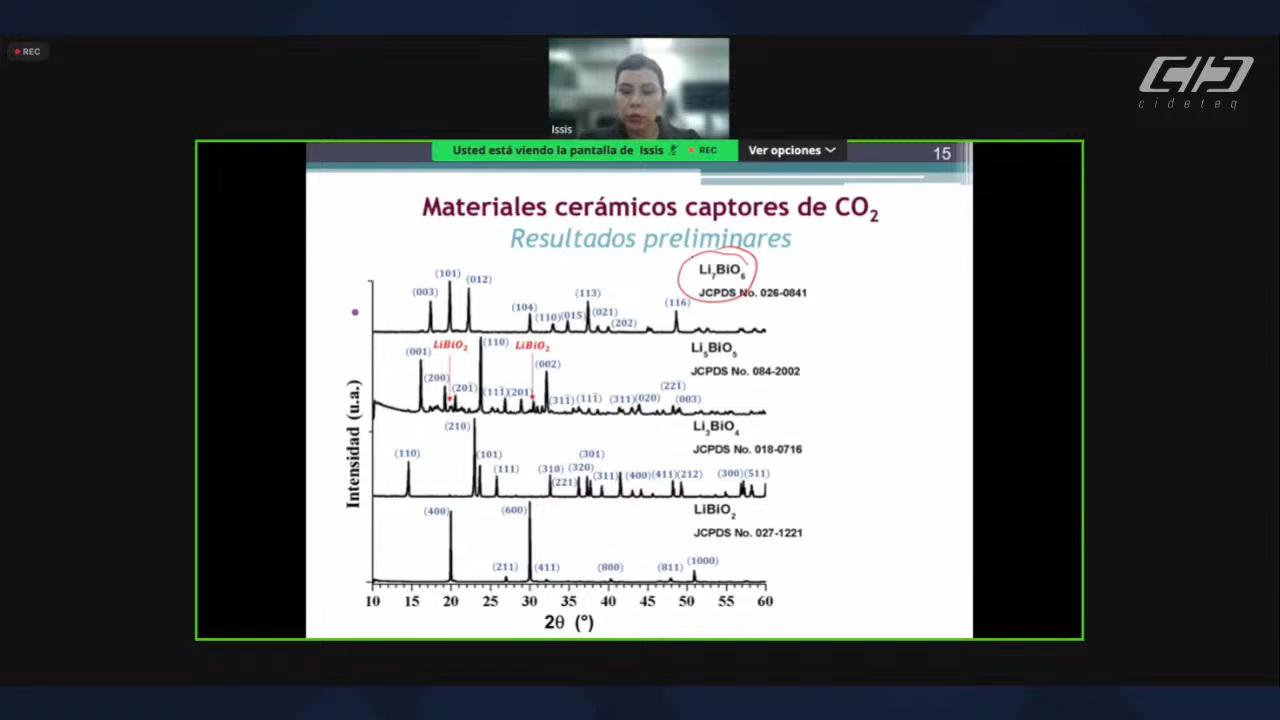 REC
cideteq
Issis
Usted está viendo la pantalla de Issis REC Ver opciones
15
Materiales cerámicos captores de CO₂
Resultados preliminares
Li₇BiO₆
JCPDS No. 026-0841
(003) (101) (012) (104) (110) (015) (113) (021) (202) (116)
Li₅BiO₅
JCPDS No. 084-2002
LiBiO₂ LiBiO₂
(001) (200) (201̄) (110) (111̄) (201) (002) (311̄) (111̄) (311) (020) (221̄) (003)
Li₃BiO₄
JCPDS No. 018-0716
(110) (210) (101) (111) (310) (221) (320) (301) (311) (400) (411) (212) (300) (511)
LiBiO₂
JCPDS No. 027-1221
(400) (211) (600) (411) (800) (811) (1000)
Intensidad (u.a.)
10 15 20 25 30 35 40 45 50 55 60
2θ (°)